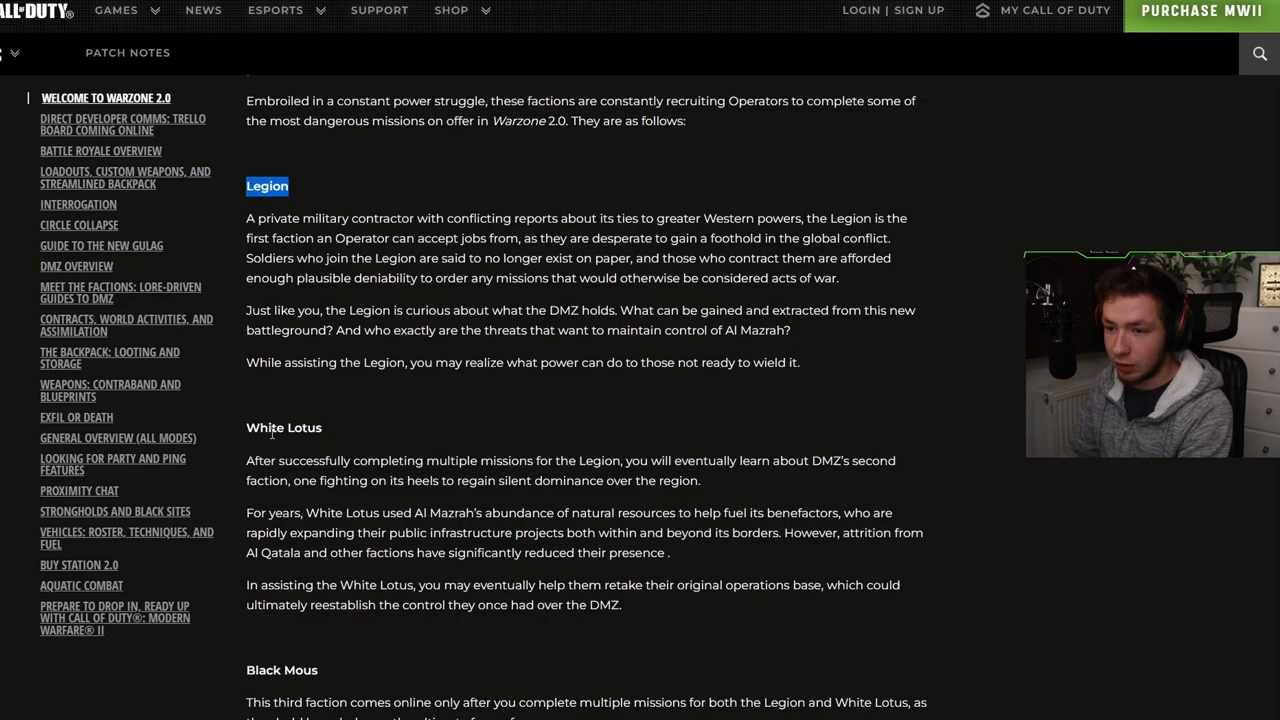 CALL OF DUTY®
GAMES
NEWS
ESPORTS
SUPPORT
SHOP
LOGIN | SIGN UP
MY CALL OF DUTY
PURCHASE MWII
PATCH NOTES
WELCOME TO WARZONE 2.0
DIRECT DEVELOPER COMMS: TRELLO
BOARD COMING ONLINE
BATTLE ROYALE OVERVIEW
LOADOUTS, CUSTOM WEAPONS, AND
STREAMLINED BACKPACK
INTERROGATION
CIRCLE COLLAPSE
GUIDE TO THE NEW GULAG
DMZ OVERVIEW
MEET THE FACTIONS: LORE-DRIVEN
GUIDES TO DMZ
CONTRACTS, WORLD ACTIVITIES, AND
ASSIMILATION
THE BACKPACK: LOOTING AND
STORAGE
WEAPONS: CONTRABAND AND
BLUEPRINTS
EXFIL OR DEATH
GENERAL OVERVIEW (ALL MODES)
LOOKING FOR PARTY AND PING
FEATURES
PROXIMITY CHAT
STRONGHOLDS AND BLACK SITES
VEHICLES: ROSTER, TECHNIQUES, AND
FUEL
BUY STATION 2.0
AQUATIC COMBAT
PREPARE TO DROP IN, READY UP
WITH CALL OF DUTY®: MODERN
WARFARE® II
Embroiled in a constant power struggle, these factions are constantly recruiting Operators to complete some of
the most dangerous missions on offer in Warzone 2.0. They are as follows:
Legion
A private military contractor with conflicting reports about its ties to greater Western powers, the Legion is the
first faction an Operator can accept jobs from, as they are desperate to gain a foothold in the global conflict.
Soldiers who join the Legion are said to no longer exist on paper, and those who contract them are afforded
enough plausible deniability to order any missions that would otherwise be considered acts of war.
Just like you, the Legion is curious about what the DMZ holds. What can be gained and extracted from this new
battleground? And who exactly are the threats that want to maintain control of Al Mazrah?
While assisting the Legion, you may realize what power can do to those not ready to wield it.
White Lotus
After successfully completing multiple missions for the Legion, you will eventually learn about DMZ's second
faction, one fighting on its heels to regain silent dominance over the region.
For years, White Lotus used Al Mazrah's abundance of natural resources to help fuel its benefactors, who are
rapidly expanding their public infrastructure projects both within and beyond its borders. However, attrition from
Al Qatala and other factions have significantly reduced their presence .
In assisting the White Lotus, you may eventually help them retake their original operations base, which could
ultimately reestablish the control they once had over the DMZ.
Black Mous
This third faction comes online only after you complete multiple missions for both the Legion and White Lotus, as